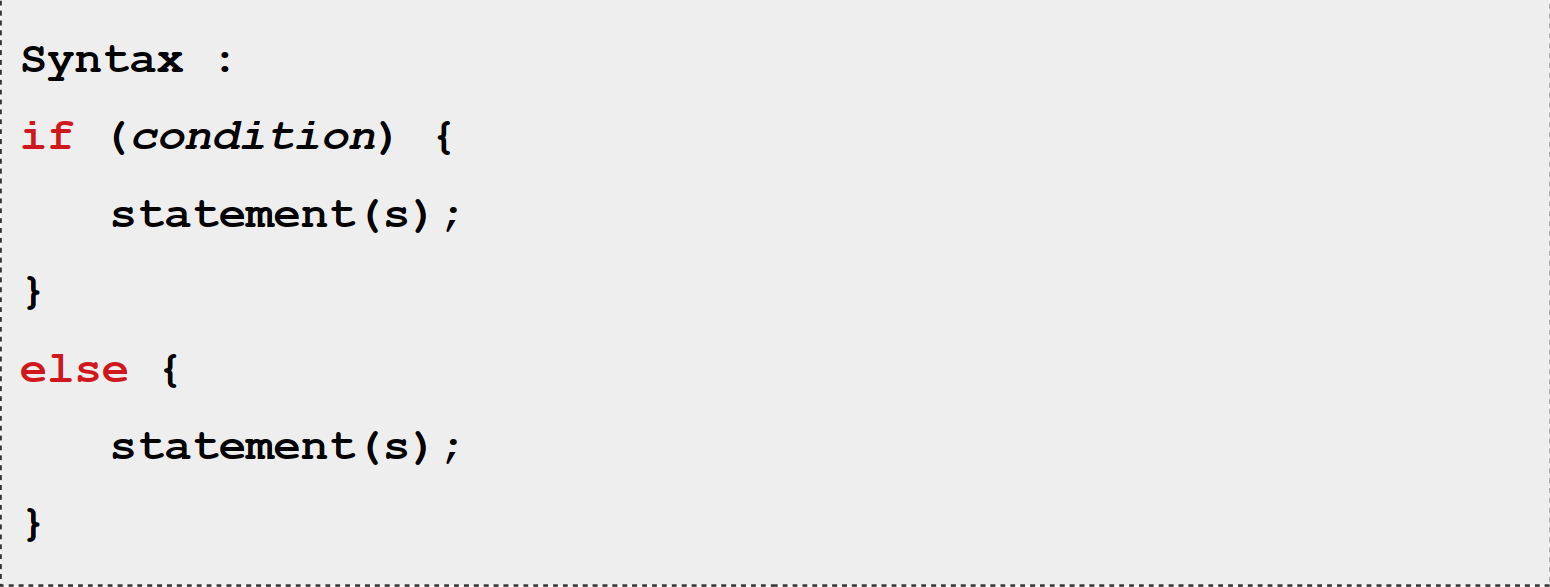 Syntax :
if (condition) {
    statement(s);
}
else {
    statement(s);
}